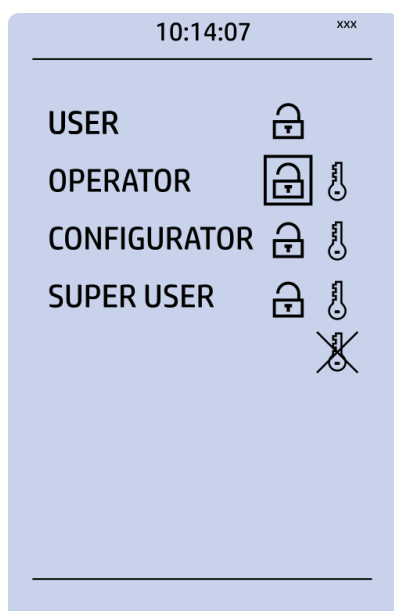 10:14:07 xxx
USER
OPERATOR
CONFIGURATOR
SUPER USER